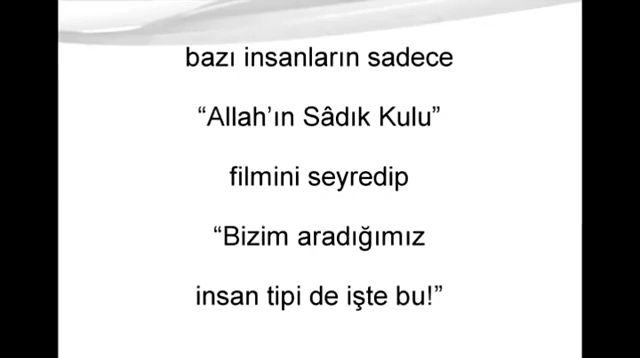 bazı insanların sadece
“Allah’ın Sâdık Kulu”
filmini seyredip
“Bizim aradığımız
insan tipi de işte bu!”